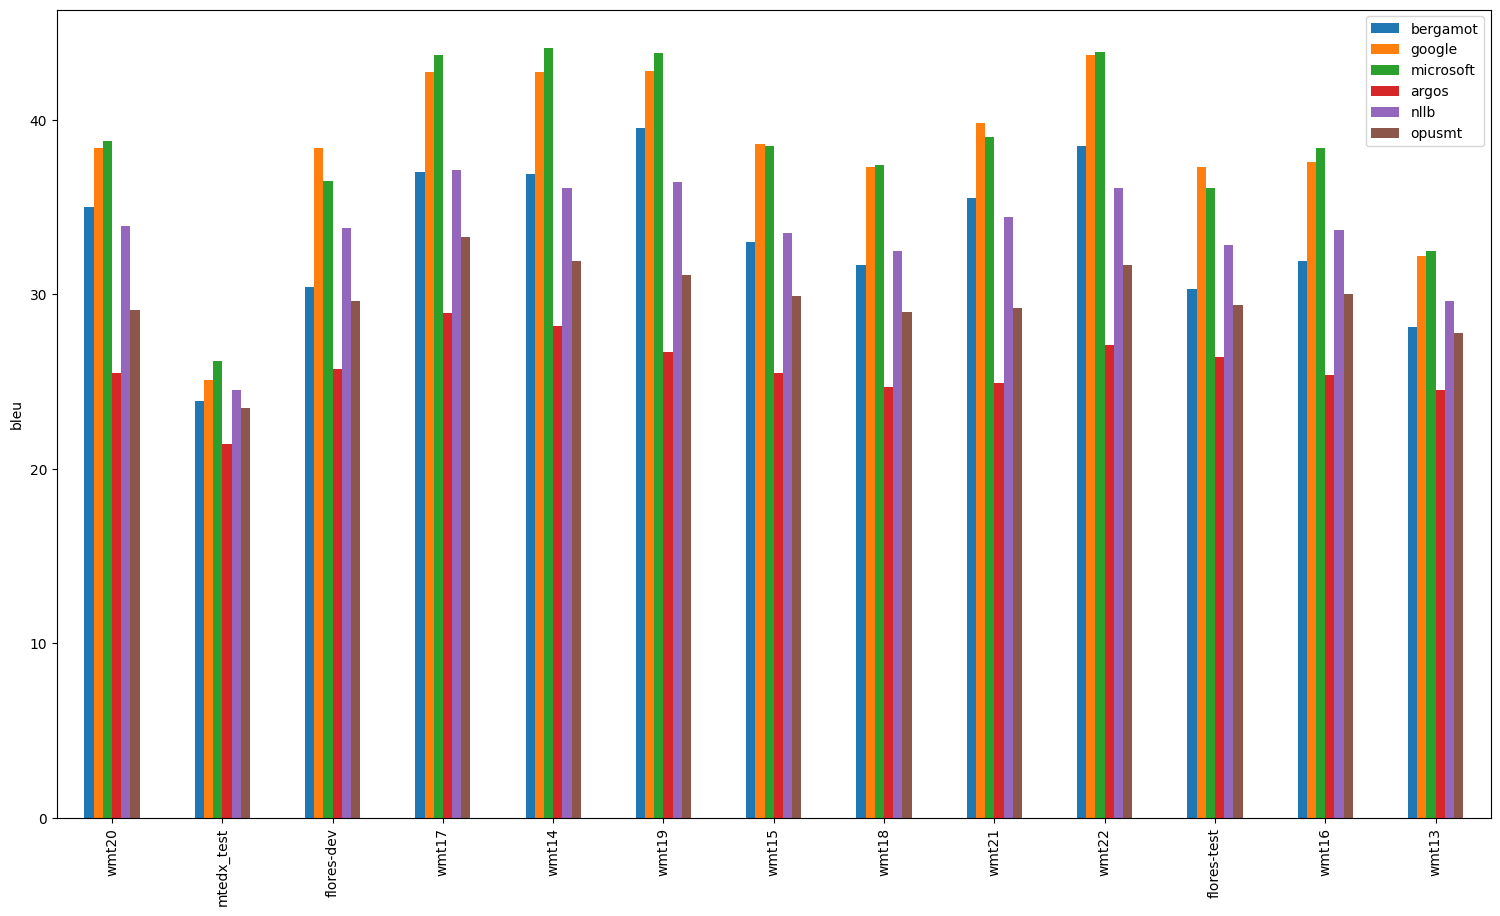 bergamot
google
microsoft
argos
nllb
opusmt
bleu
40
30
20
10
0
wmt20
mtedx_test
flores-dev
wmt17
wmt14
wmt19
wmt15
wmt18
wmt21
wmt22
flores-test
wmt16
wmt13